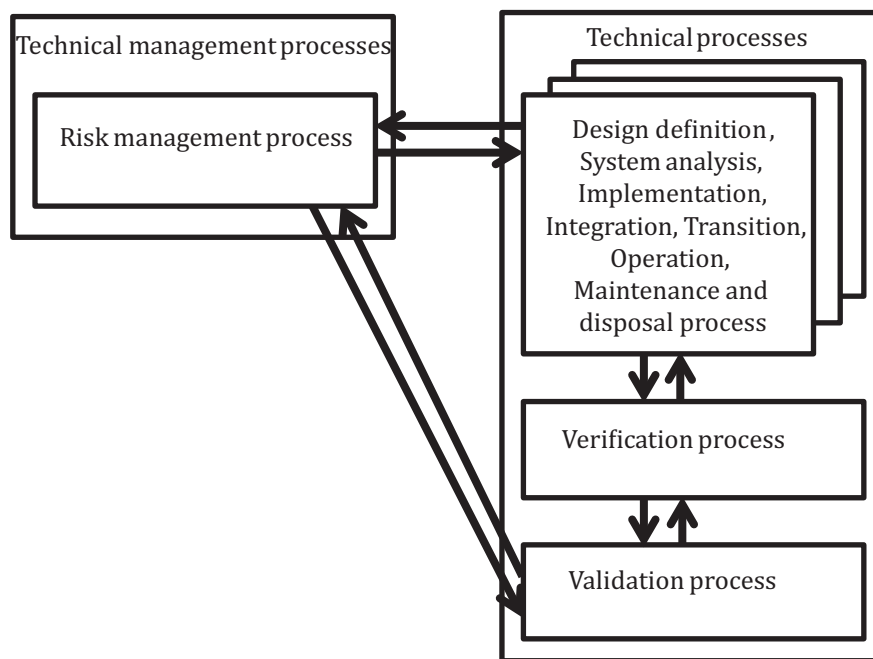 Technical management processes
Risk management process
Technical processes
Design definition,
System analysis,
Implementation,
Integration, Transition,
Operation,
Maintenance and
disposal process
Verification process
Validation process